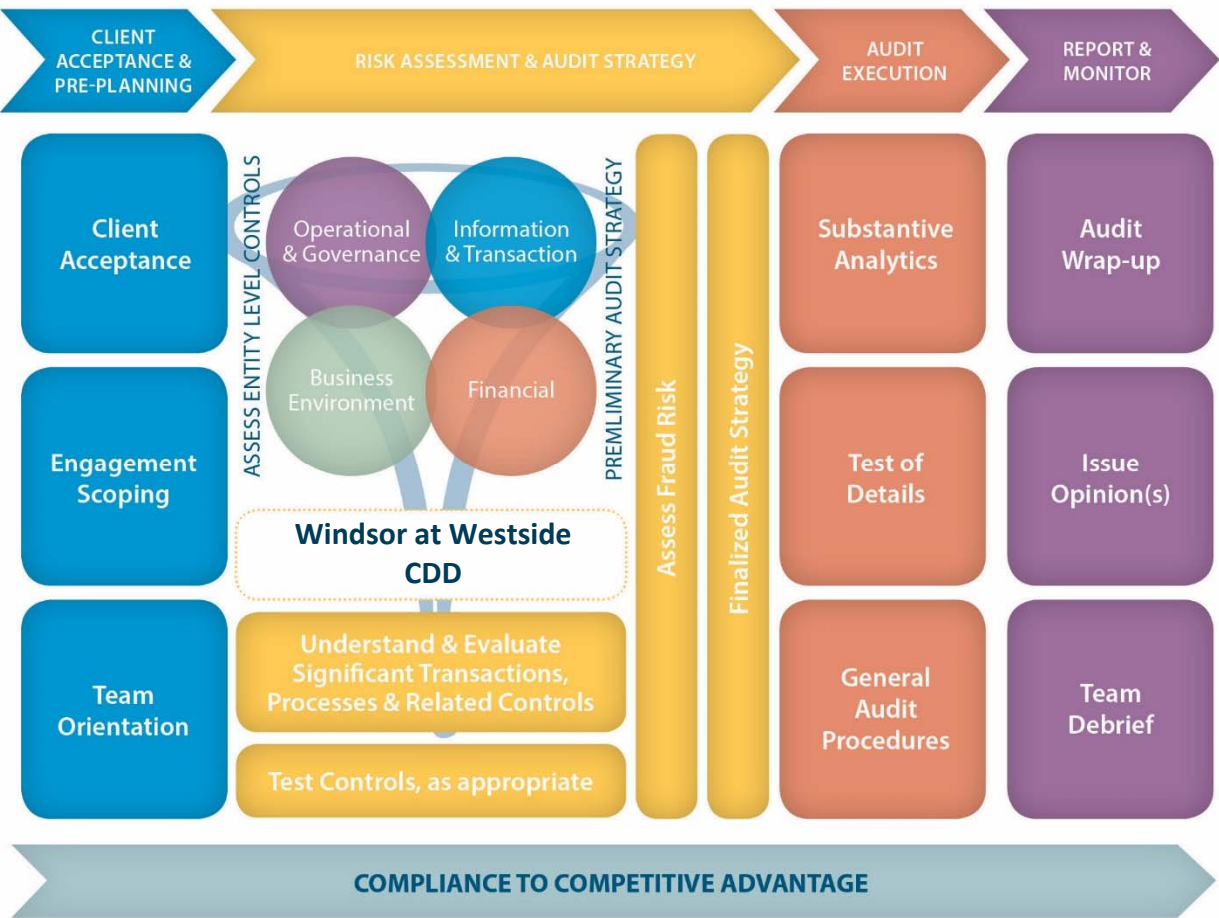 CLIENT
ACCEPTANCE &
PRE-PLANNING
RISK ASSESSMENT & AUDIT STRATEGY
AUDIT
EXECUTION
REPORT &
MONITOR
Client
Acceptance
Engagement
Scoping
Team
Orientation
ASSESS ENTITY LEVEL CONTROLS
Operational
& Governance
Information
& Transaction
Business
Environment
Financial
PREMLIMINARY AUDIT STRATEGY
Windsor at Westside
CDD
Understand & Evaluate
Significant Transactions,
Processes & Related Controls
Test Controls, as appropriate
Assess Fraud Risk
Finalized Audit Strategy
Substantive
Analytics
Test of
Details
General
Audit
Procedures
Audit
Wrap-up
Issue
Opinion(s)
Team
Debrief
COMPLIANCE TO COMPETITIVE ADVANTAGE